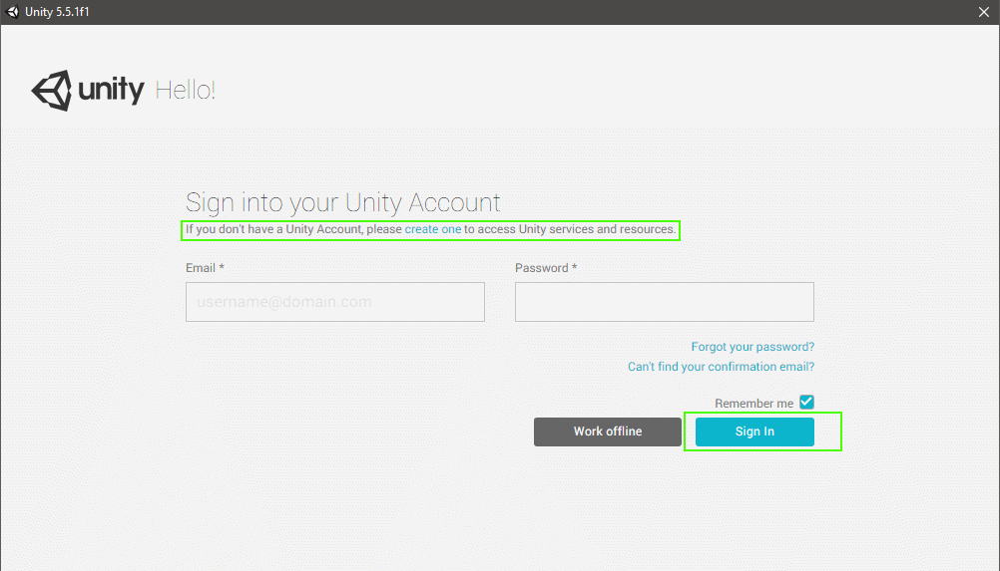 Unity 5.5.1f1
unity Hello!
Sign into your Unity Account
If you don't have a Unity Account, please create one to access Unity services and resources.
Email * Password *
username@domain.com
Forgot your password?
Can't find your confirmation email?
Remember me
Work offline Sign In